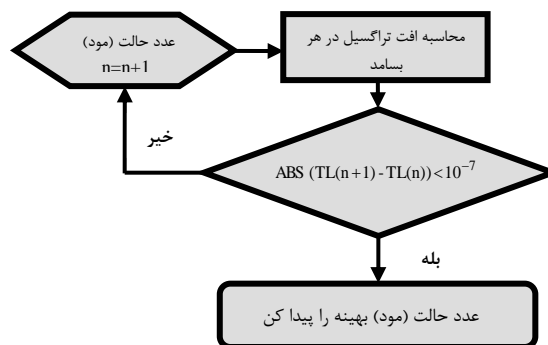 عدد حالت (مود)
n=n+1
محاسبه افت تراگسیل در هر
بسامد
خیر
ABS (TL(n+1) - TL(n)) < 10⁻⁷
بله
عدد حالت (مود) بهینه را پیدا کن